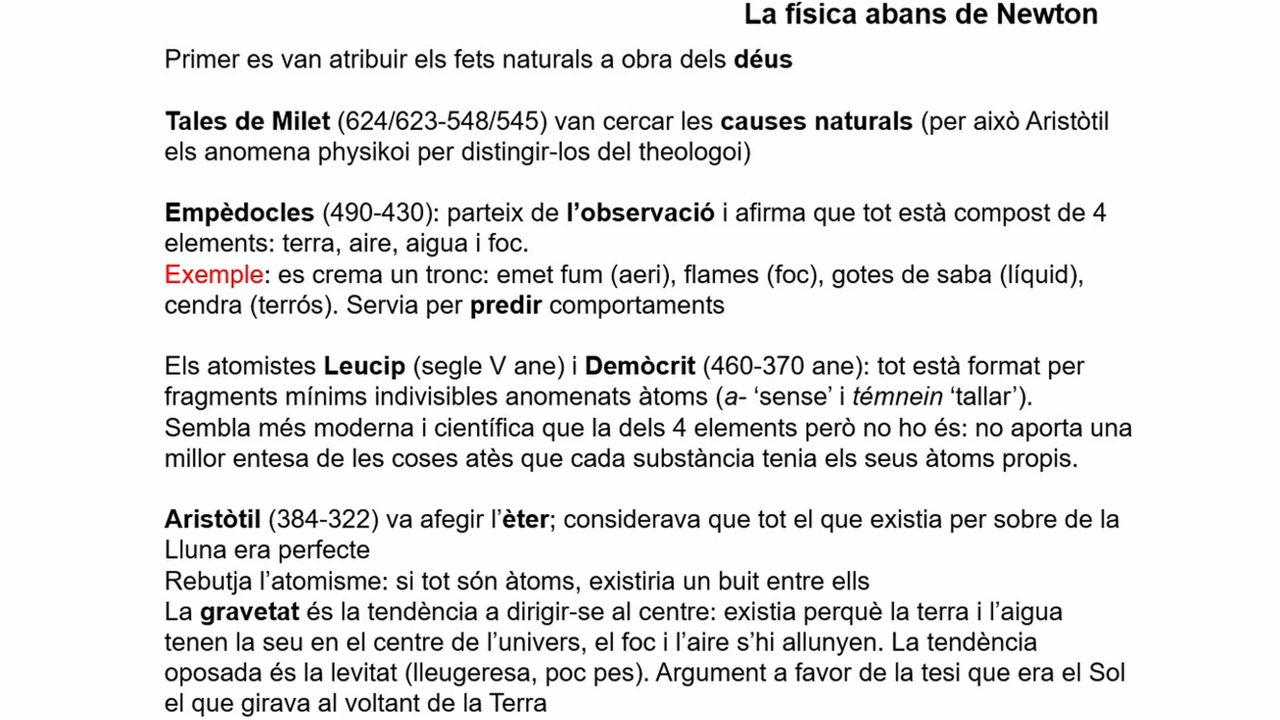 La física abans de Newton
Primer es van atribuir els fets naturals a obra dels déus
Tales de Milet (624/623-548/545) van cercar les causes naturals (per això Aristòtil
els anomena physikoi per distingir-los del theologoi)
Empèdocles (490-430): parteix de l’observació i afirma que tot està compost de 4
elements: terra, aire, aigua i foc.
Exemple: es crema un tronc: emet fum (aeri), flames (foc), gotes de saba (líquid),
cendra (terrós). Servia per predir comportaments
Els atomistes Leucip (segle V ane) i Demòcrit (460-370 ane): tot està format per
fragments mínims indivisibles anomenats àtoms (a- ‘sense’ i témnein ‘tallar’).
Sembla més moderna i científica que la dels 4 elements però no ho és: no aporta una
millor entesa de les coses atès que cada substància tenia els seus àtoms propis.
Aristòtil (384-322) va afegir l’èter; considerava que tot el que existia per sobre de la
Lluna era perfecte
Rebutja l’atomisme: si tot són àtoms, existiria un buit entre ells
La gravetat és la tendència a dirigir-se al centre: existia perquè la terra i l’aigua
tenen la seu en el centre de l’univers, el foc i l’aire s’hi allunyen. La tendència
oposada és la levitat (lleugeresa, poc pes). Argument a favor de la tesi que era el Sol
el que girava al voltant de la Terra